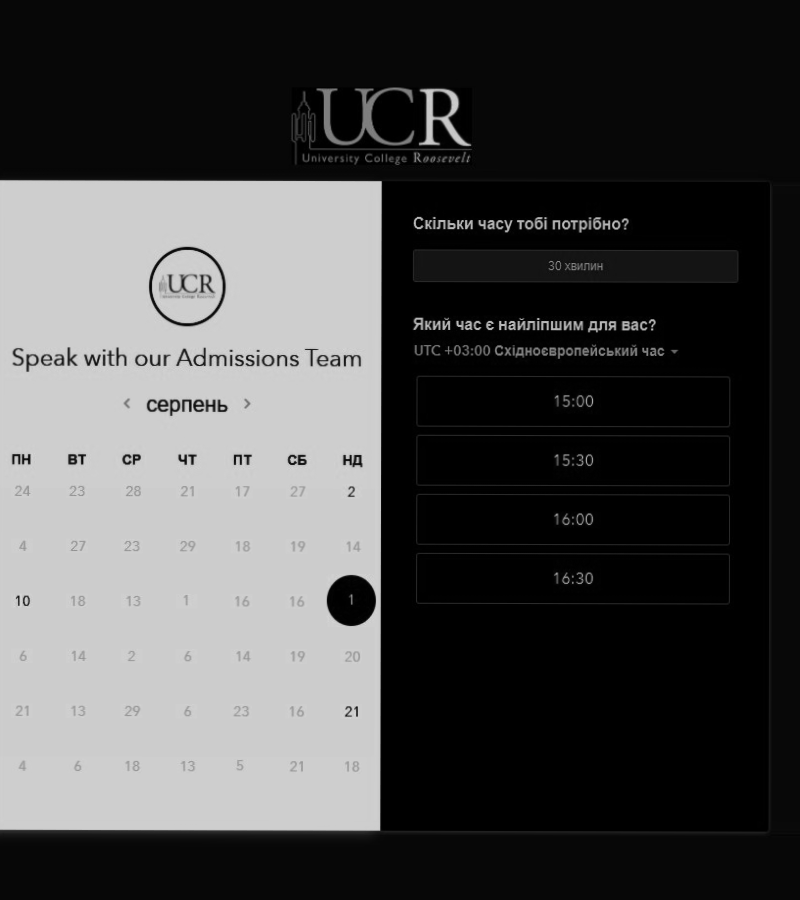 UCR
University College Roosevelt
UCR
Speak with our Admissions Team
серпень
ПН ВТ СР ЧТ ПТ СБ НД
24 23 28 21 17 27 2
4 27 23 29 18 19 14
10 18 13 1 16 16 1
6 14 2 6 14 19 20
21 13 29 6 23 16 21
4 6 18 13 5 21 18
Скільки часу тобі потрібно?
30 хвилин
Який час є найліпшим для вас?
UTC +03:00 Східноєвропейський час
15:00
15:30
16:00
16:30